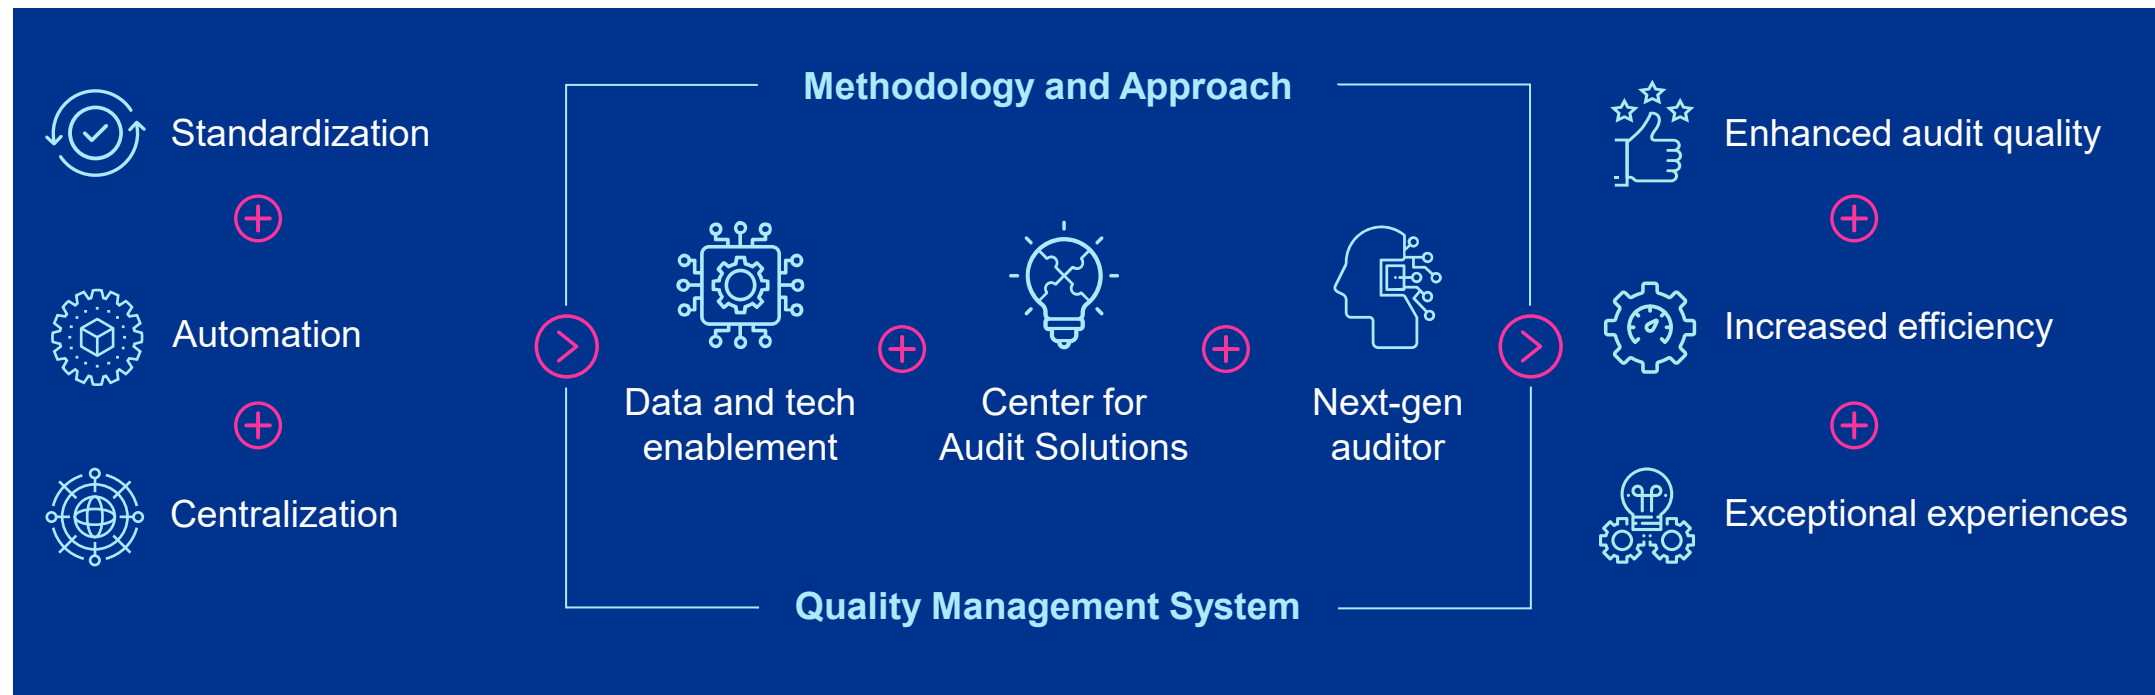 Standardization
Automation
Centralization
Methodology and Approach
Data and tech
enablement
Center for
Audit Solutions
Next-gen
auditor
Quality Management System
Enhanced audit quality
Increased efficiency
Exceptional experiences